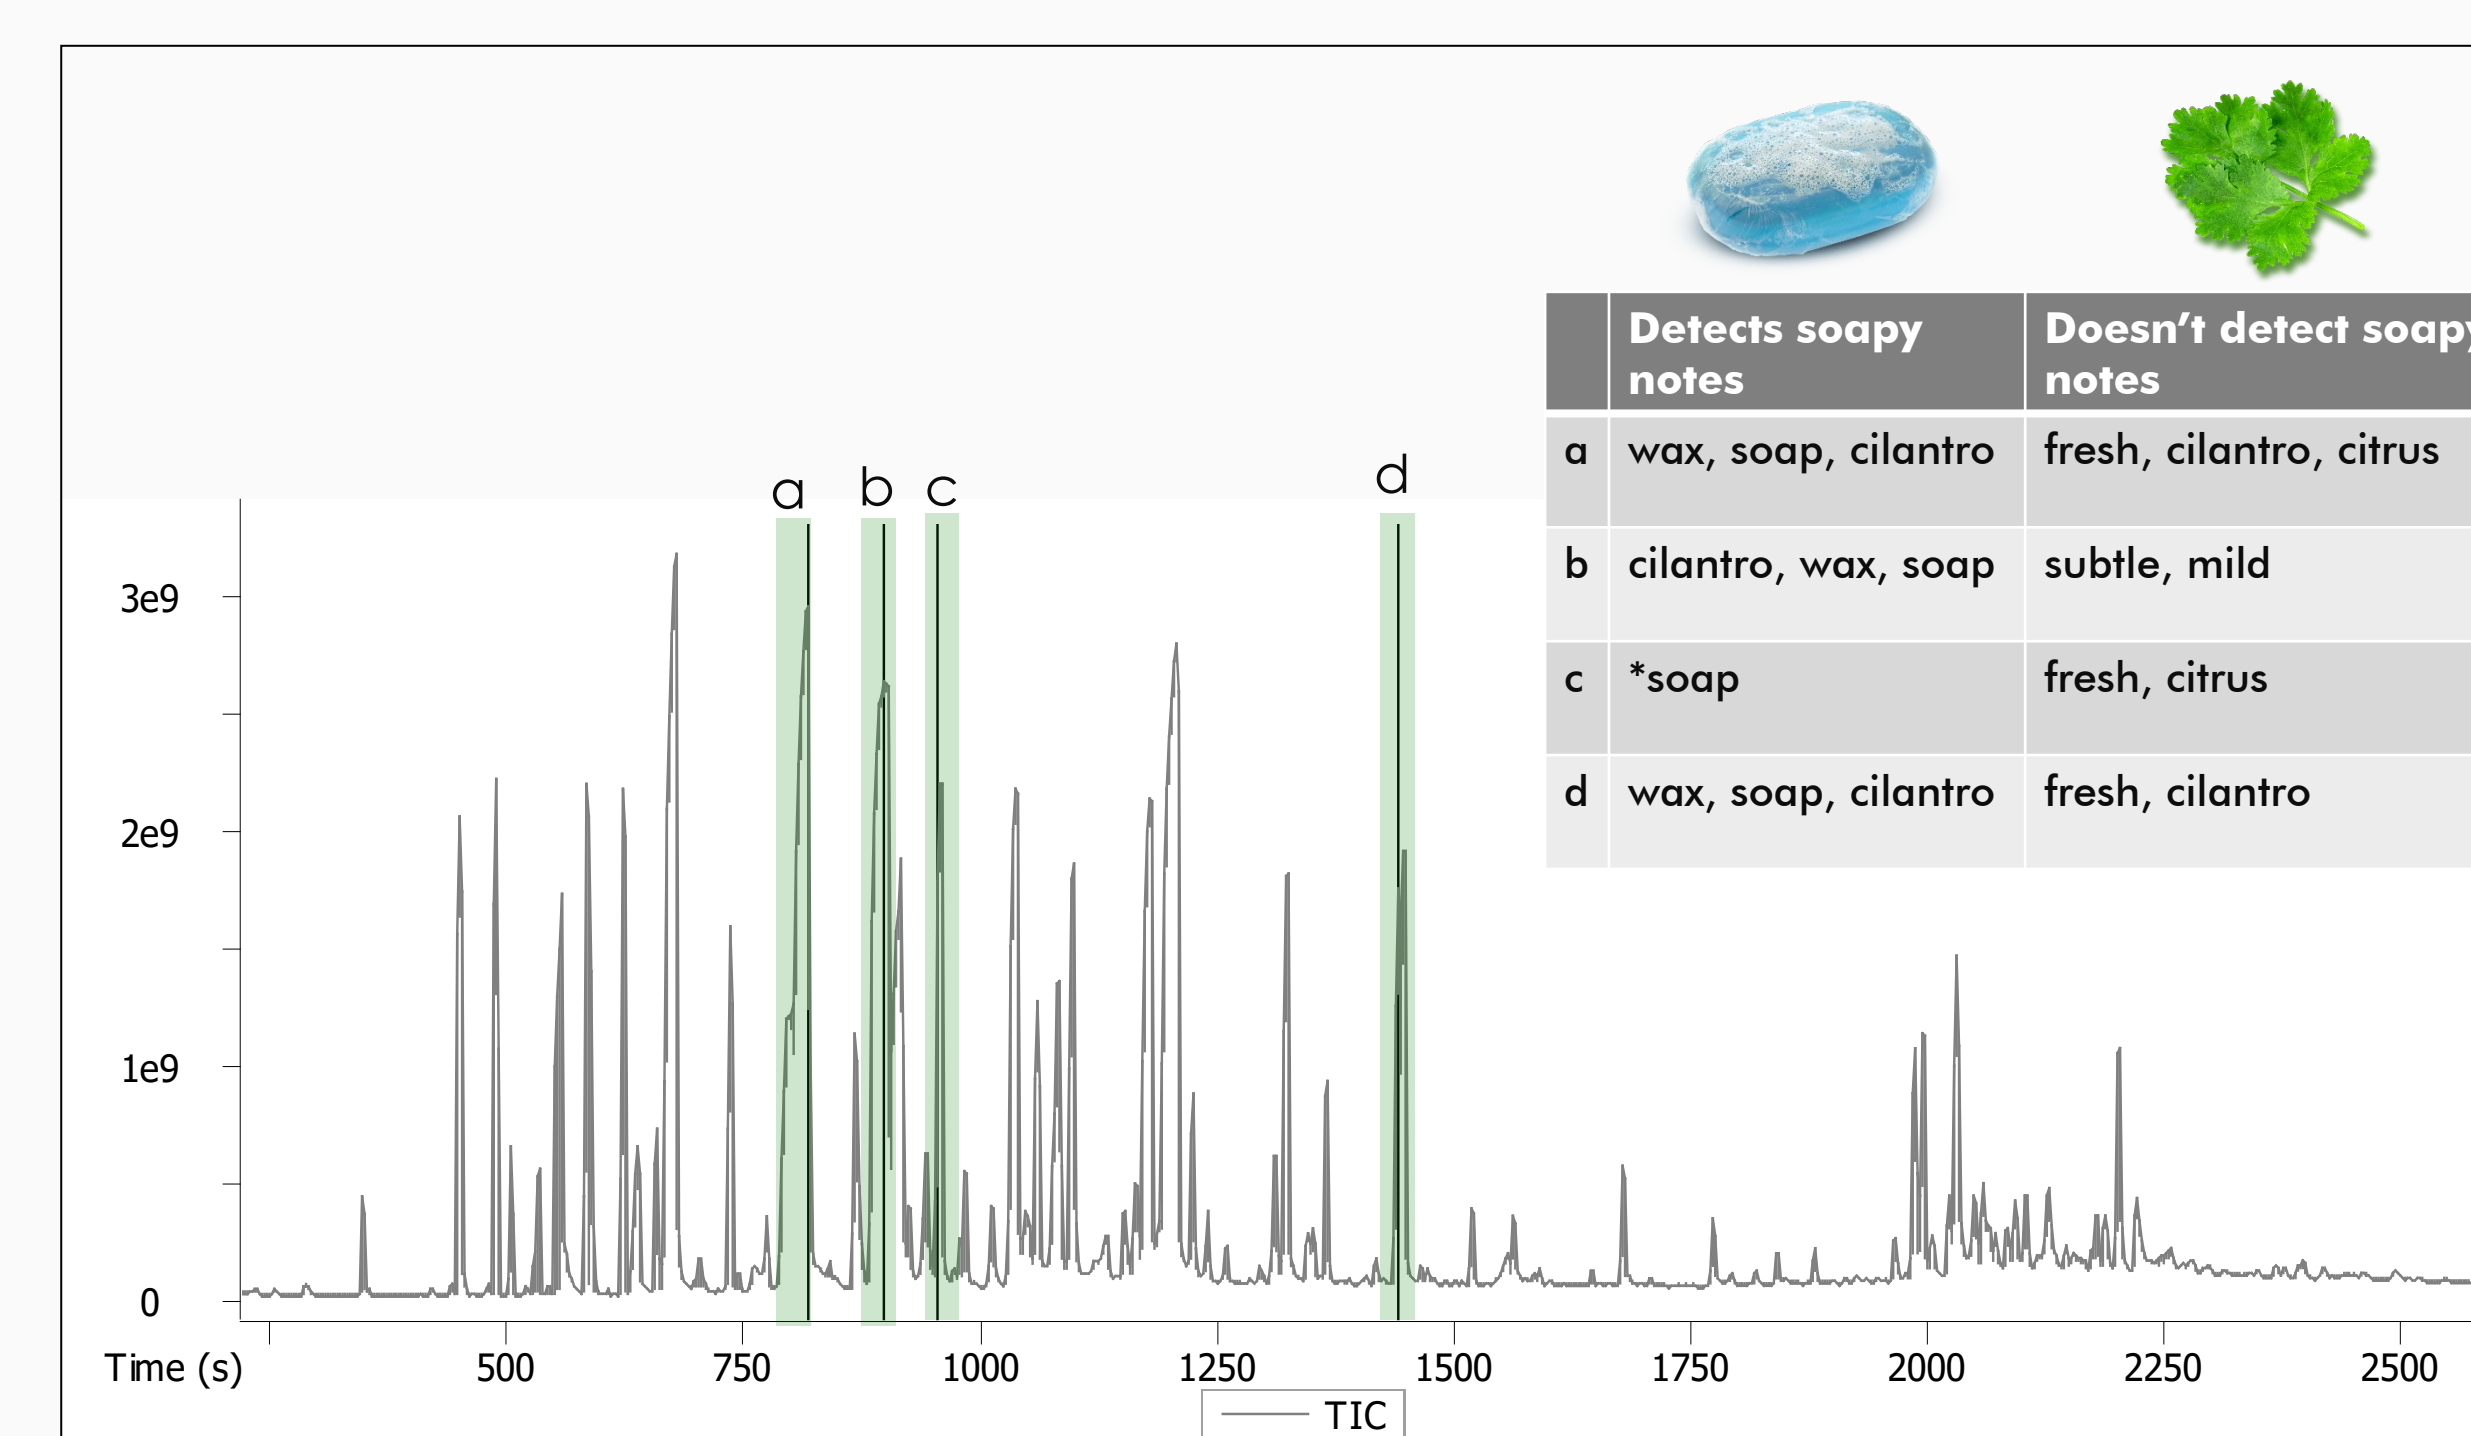 Detects soapy
notes
Doesn’t detect soapy
notes
a wax, soap, cilantro fresh, cilantro, citrus
b cilantro, wax, soap subtle, mild
c *soap fresh, citrus
d wax, soap, cilantro fresh, cilantro
a b c d
3e9
2e9
1e9
0
Time (s) 500 750 1000 1250 1500 1750 2000 2250 2500
TIC